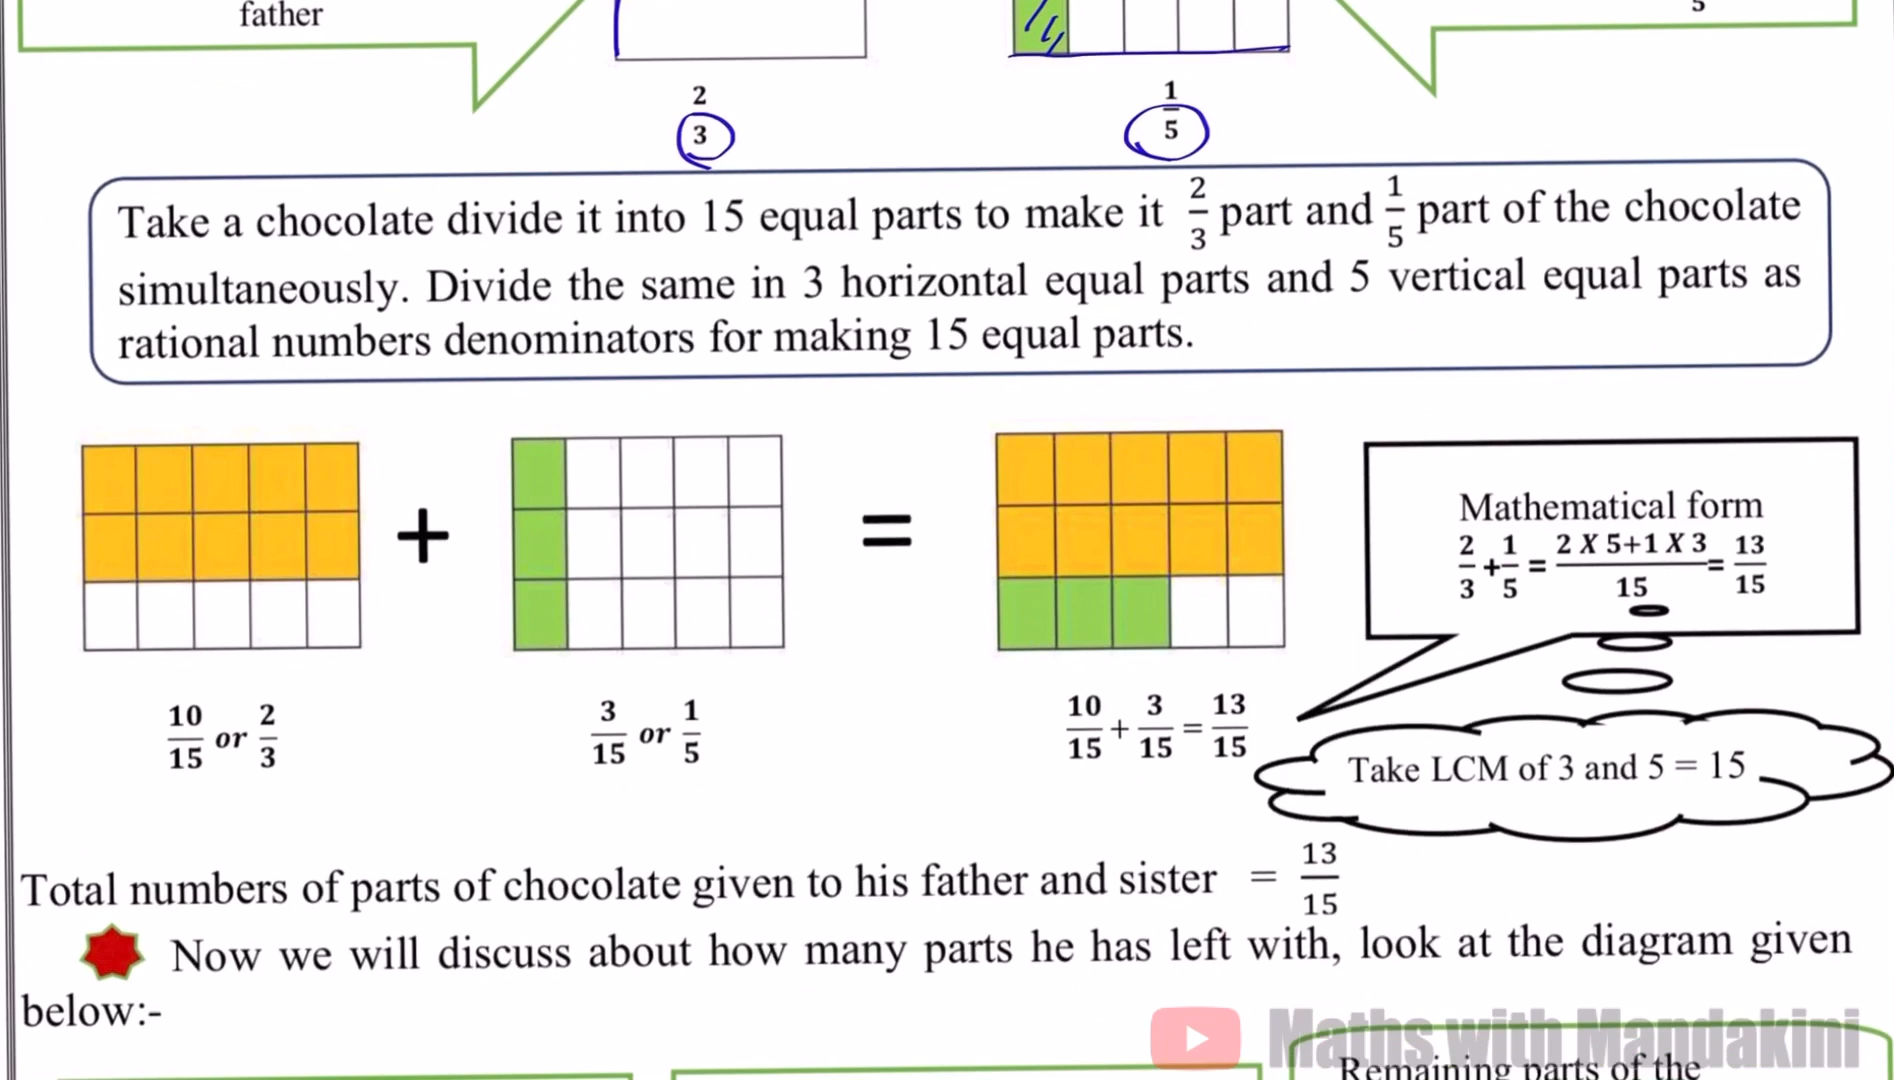 father
5
2
3
1
5
Take a chocolate divide it into 15 equal parts to make it 2/3 part and 1/5 part of the chocolate
simultaneously. Divide the same in 3 horizontal equal parts and 5 vertical equal parts as
rational numbers denominators for making 15 equal parts.
+
=
Mathematical form
2/3 + 1/5 = (2 X 5+1 X 3)/15 = 13/15
10/15 or 2/3
3/15 or 1/5
10/15 + 3/15 = 13/15
Take LCM of 3 and 5 = 15
Total numbers of parts of chocolate given to his father and sister = 13/15
Now we will discuss about how many parts he has left with, look at the diagram given
below:-
Maths with Mandakini
Remaining parts of the